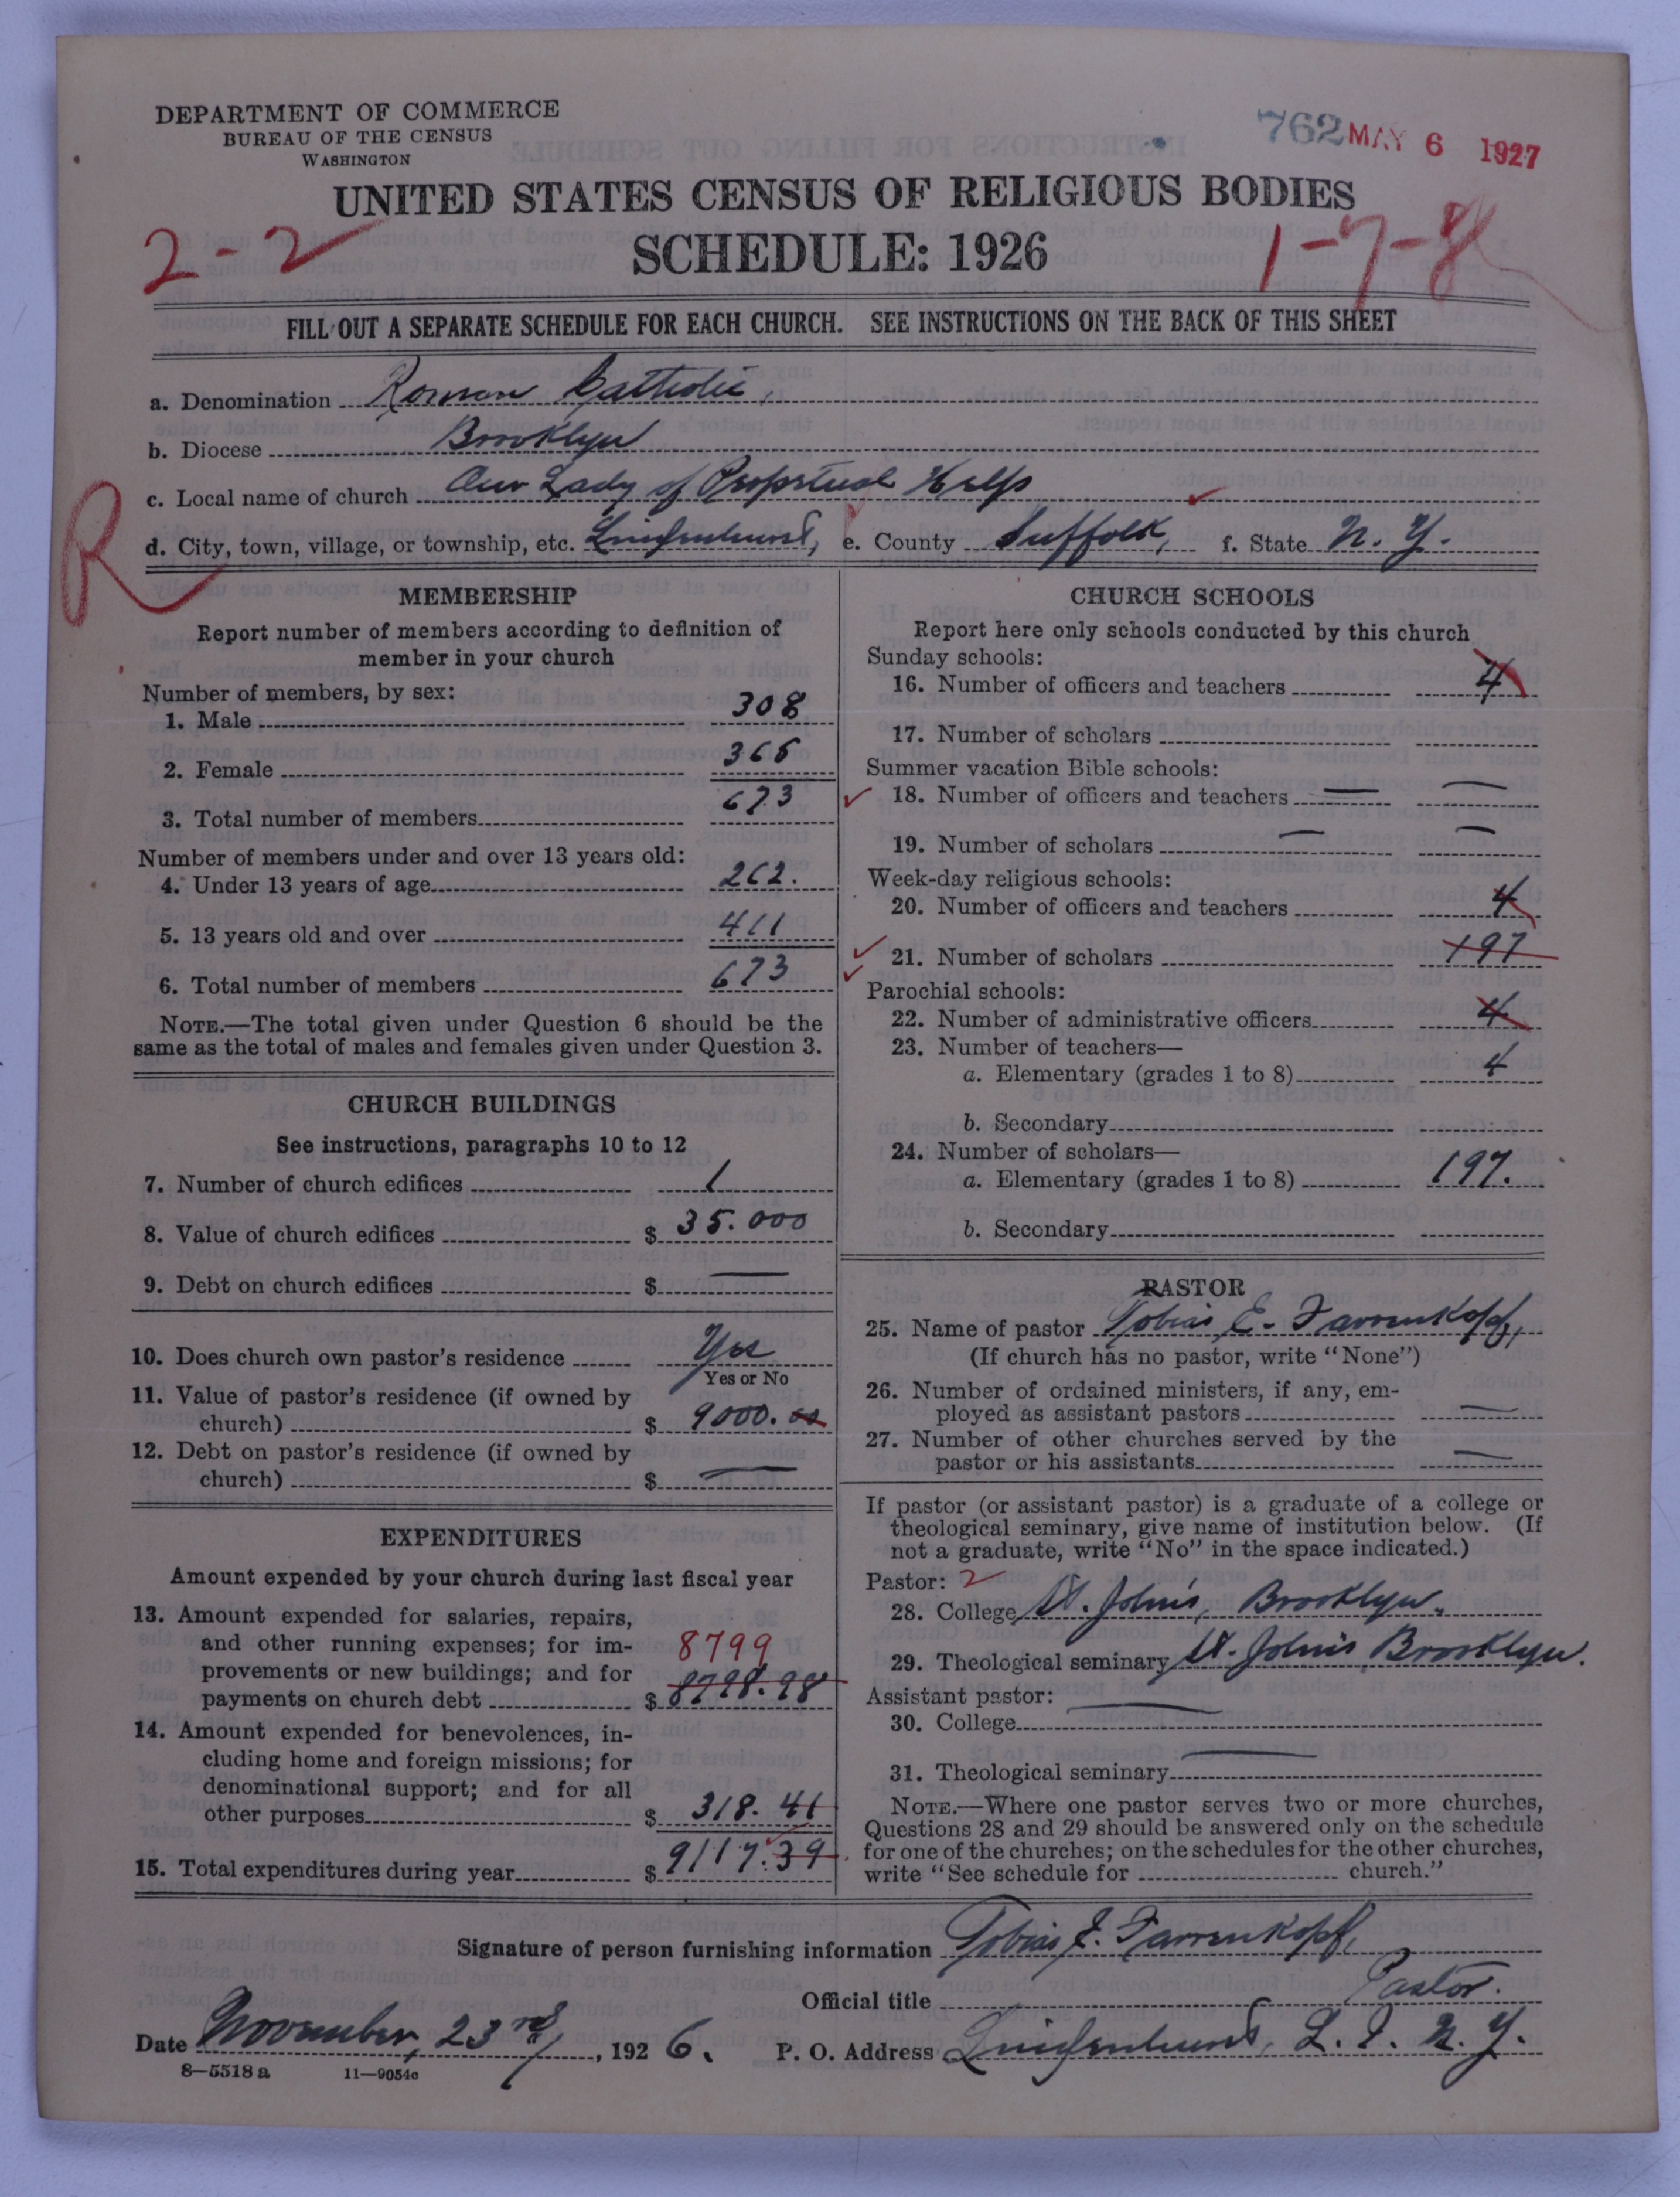 DEPARTMENT OF COMMERCE
BUREAU OF THE CENSUS
WASHINGTON
762 MAY 6 1927
UNITED STATES CENSUS OF RELIGIOUS BODIES
2-2
SCHEDULE: 1926
1-7-8
FILL OUT A SEPARATE SCHEDULE FOR EACH CHURCH. SEE INSTRUCTIONS ON THE BACK OF THIS SHEET
a. Denomination Roman Catholic,
b. Diocese Brooklyn
c. Local name of church Our Lady of Perpetual Help
R
d. City, town, village, or township, etc. Lindenhurst, e. County Suffolk, f. State N. Y.
MEMBERSHIP
Report number of members according to definition of
member in your church
Number of members, by sex:
1. Male 308
2. Female
3. Total number of members 673
Number of members under and over 13 years old:
4. Under 13 years of age 262.
5. 13 years old and over 411
6. Total number of members 673
NOTE.—The total given under Question 6 should be the
same as the total of males and females given under Question 3.
CHURCH BUILDINGS
See instructions, paragraphs 10 to 12
7. Number of church edifices 1
8. Value of church edifices $ 35.000
9. Debt on church edifices $ —
10. Does church own pastor's residence Yes
Yes or No
11. Value of pastor's residence (if owned by
church) $ 9000.00
12. Debt on pastor's residence (if owned by
church) $ —
EXPENDITURES
Amount expended by your church during last fiscal year
13. Amount expended for salaries, repairs,
and other running expenses; for im-
8799
provements or new buildings; and for
payments on church debt $ 8798.98
14. Amount expended for benevolences, in-
cluding home and foreign missions; for
denominational support; and for all
other purposes $ 318.41
15. Total expenditures during year $ 9117.39
CHURCH SCHOOLS
Report here only schools conducted by this church
Sunday schools:
16. Number of officers and teachers 4
17. Number of scholars
Summer vacation Bible schools:
18. Number of officers and teachers — —
19. Number of scholars — —
Week-day religious schools:
20. Number of officers and teachers 4
21. Number of scholars 197
Parochial schools:
22. Number of administrative officers 4
23. Number of teachers—
a. Elementary (grades 1 to 8) 4
b. Secondary
24. Number of scholars—
a. Elementary (grades 1 to 8) 197.
b. Secondary
PASTOR
25. Name of pastor Tobias E. Farrenkopf,
(If church has no pastor, write "None")
26. Number of ordained ministers, if any, em-
ployed as assistant pastors —
27. Number of other churches served by the
pastor or his assistants —
If pastor (or assistant pastor) is a graduate of a college or
theological seminary, give name of institution below. (If
not a graduate, write "No" in the space indicated.)
Pastor: 2
28. College St. John's, Brooklyn.
29. Theological seminary St. John's Brooklyn.
Assistant pastor: —
30. College
31. Theological seminary —
NOTE.—Where one pastor serves two or more churches,
Questions 28 and 29 should be answered only on the schedule
for one of the churches; on the schedules for the other churches,
write "See schedule for church."
Signature of person furnishing information Tobias E. Farrenkopf,
Official title Pastor.
Date November, 23rd, 1926. P. O. Address Lindenhurst, L. I. N. Y.
8—5518 a 11—9054c